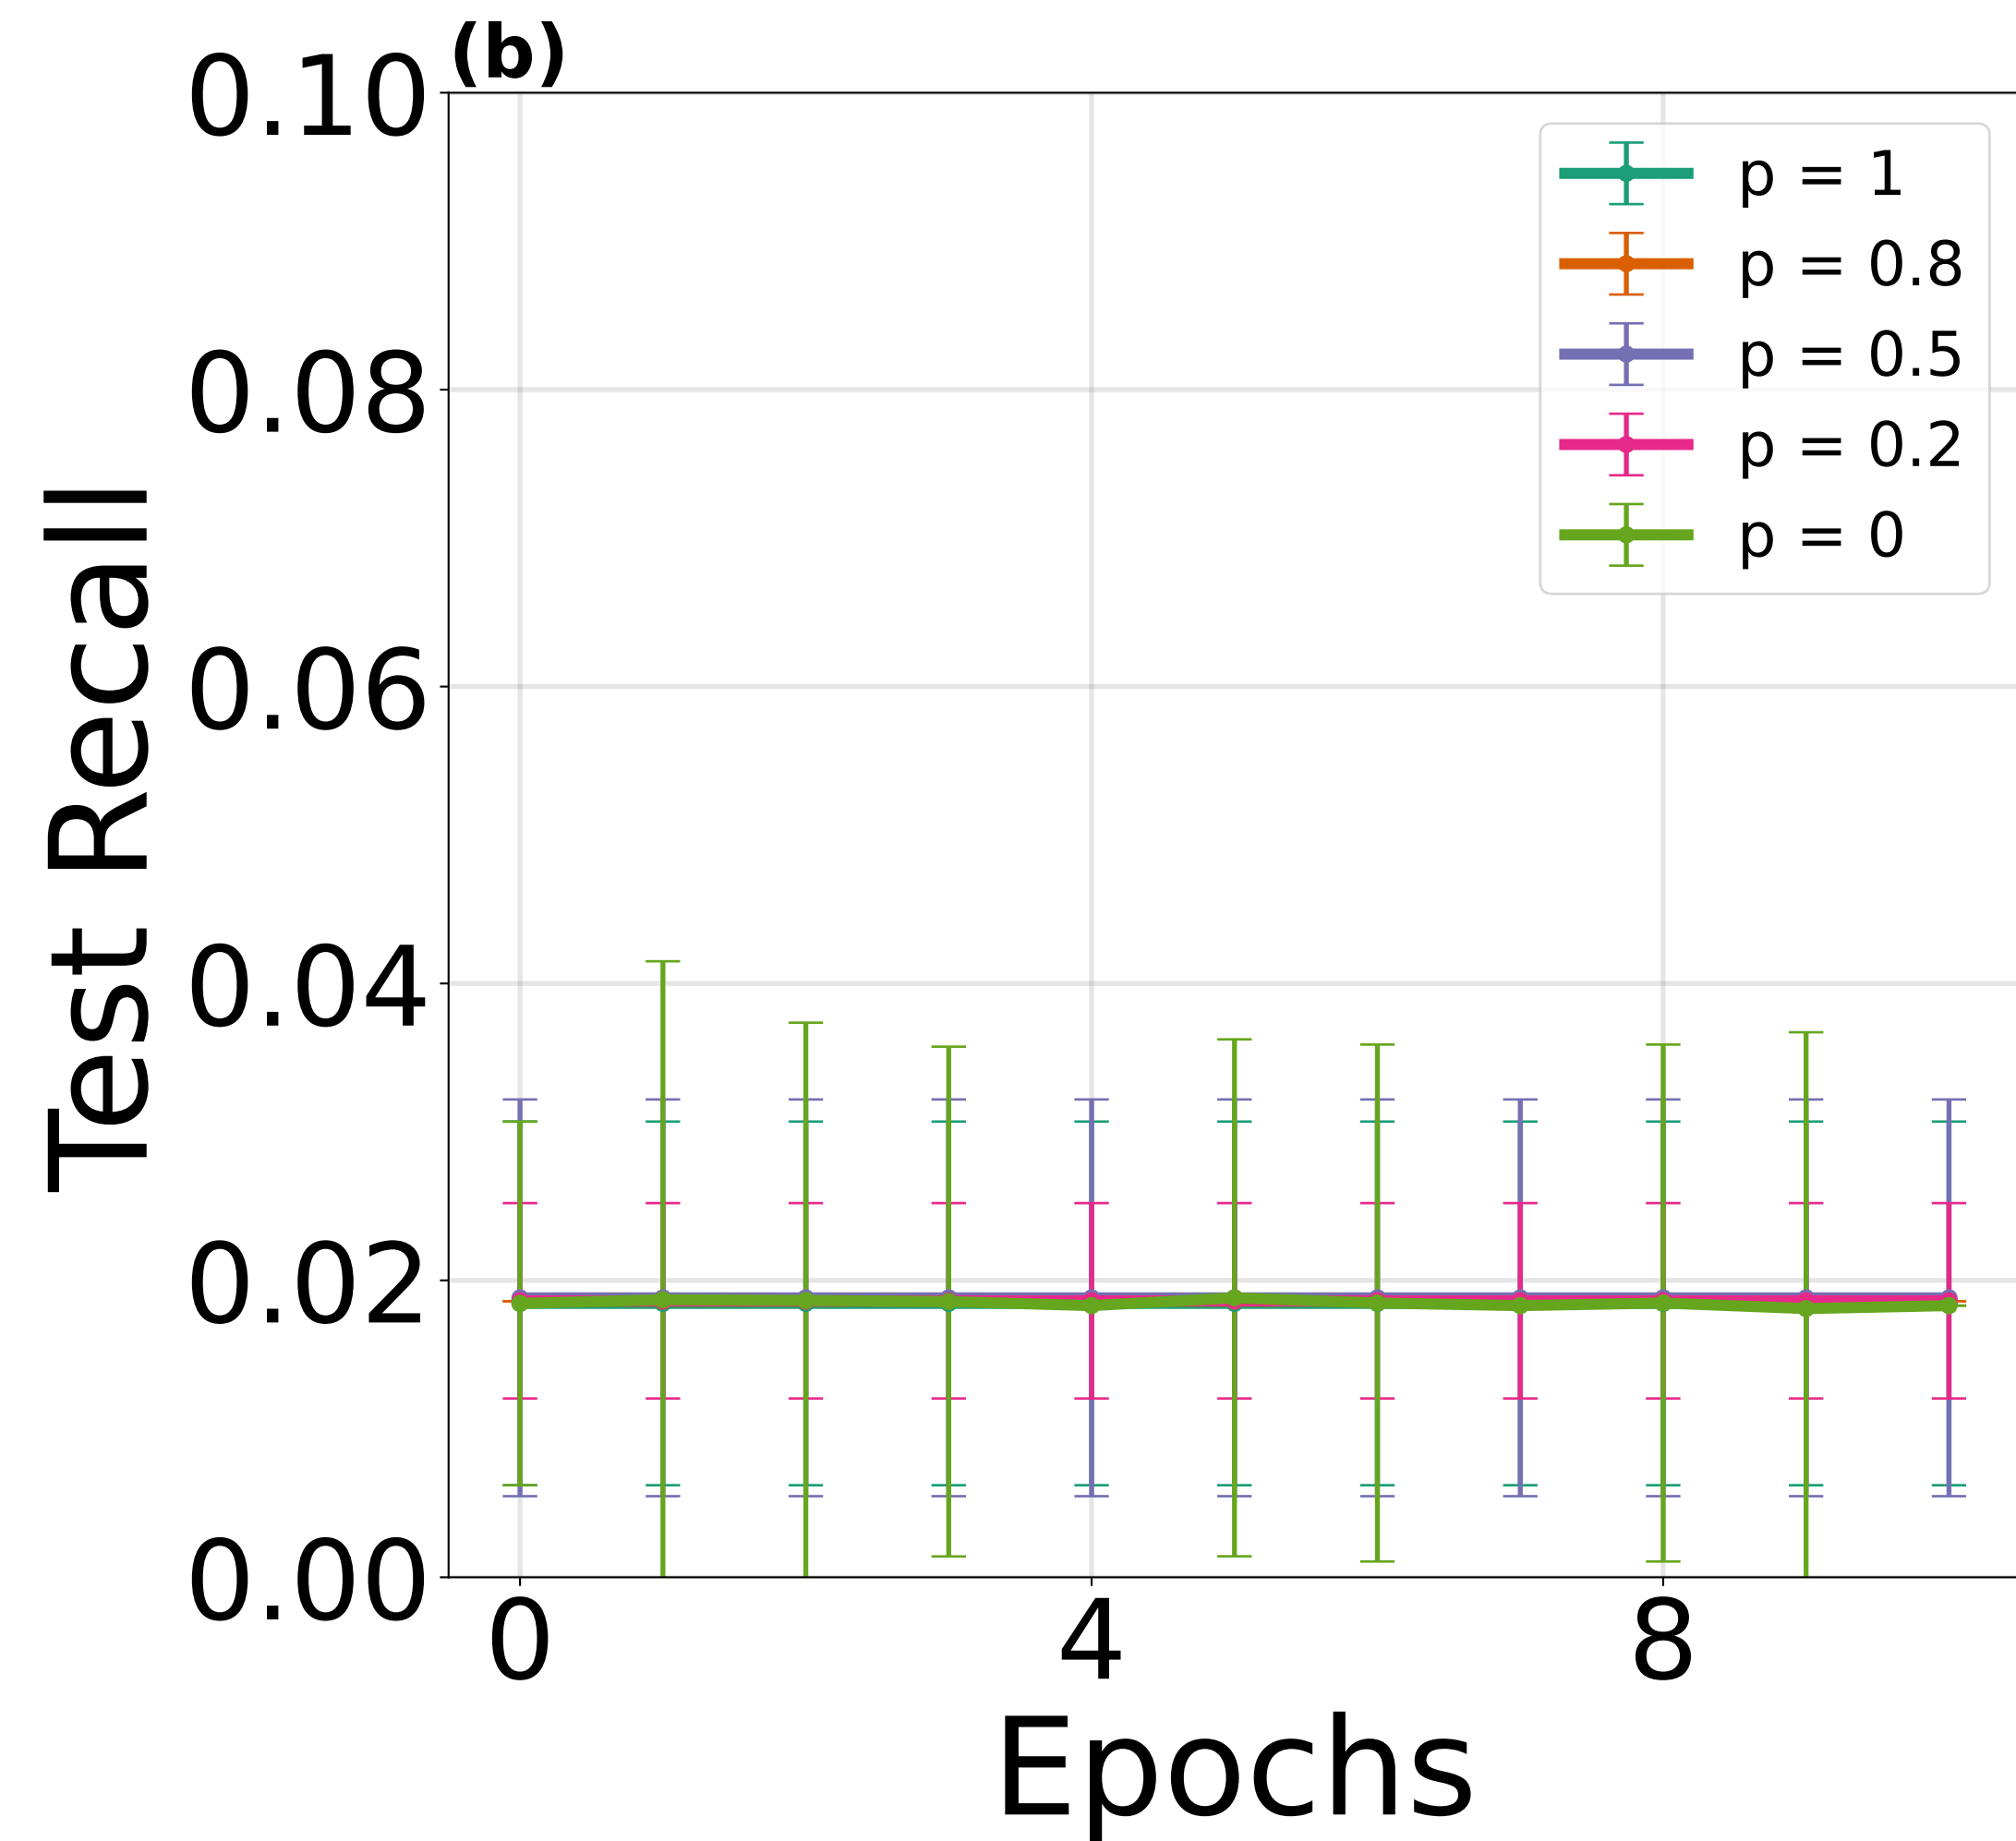 (b)
0.10
0.08
0.06
0.04
0.02
0.00
Test Recall
p = 1
p = 0.8
p = 0.5
p = 0.2
p = 0
0 4 8
Epochs